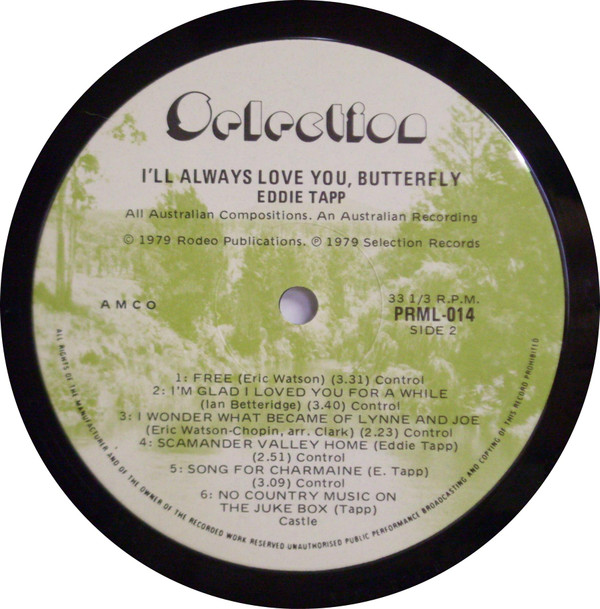 Selection
I'LL ALWAYS LOVE YOU, BUTTERFLY
EDDIE TAPP
All Australian Compositions. An Australian Recording
© 1979 Rodeo Publications. ℗ 1979 Selection Records
AMCO
33 1/3 R.P.M.
PRML-014
SIDE 2
1: FREE (Eric Watson) (3.31) Control
2: I'M GLAD I LOVED YOU FOR A WHILE
(Ian Betteridge) (3.40) Control
3: I WONDER WHAT BECAME OF LYNNE AND JOE
(Eric Watson-Chopin, arr. Clark) (2.23) Control
4: SCAMANDER VALLEY HOME (Eddie Tapp)
(2.51) Control
5: SONG FOR CHARMAINE (E. Tapp)
(3.09) Control
6: NO COUNTRY MUSIC ON
THE JUKE BOX (Tapp)
Castle
ALL RIGHTS OF THE MANUFACTURER AND OF THE OWNER OF THE RECORDED WORK RESERVED UNAUTHORISED PUBLIC PERFORMANCE BROADCASTING AND COPYING OF THIS RECORD PROHIBITED